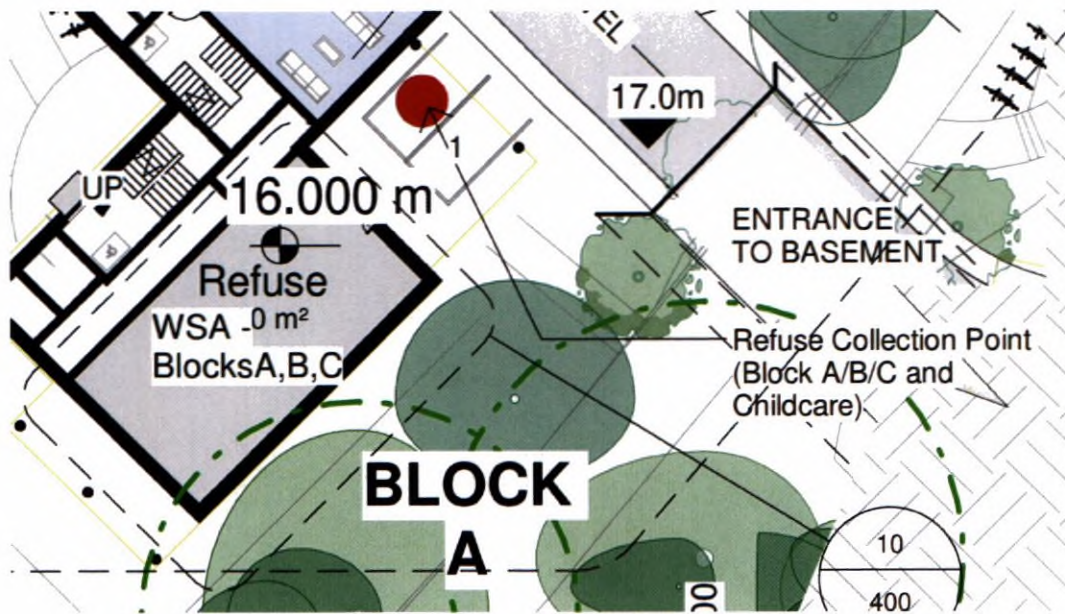 EL
17.0m
1
UP
16.000 m
ENTRANCE
TO BASEMENT
Refuse
WSA -0 m²
BlocksA,B,C
Refuse Collection Point
(Block A/B/C and
Childcare)
BLOCK
A
10
400
00